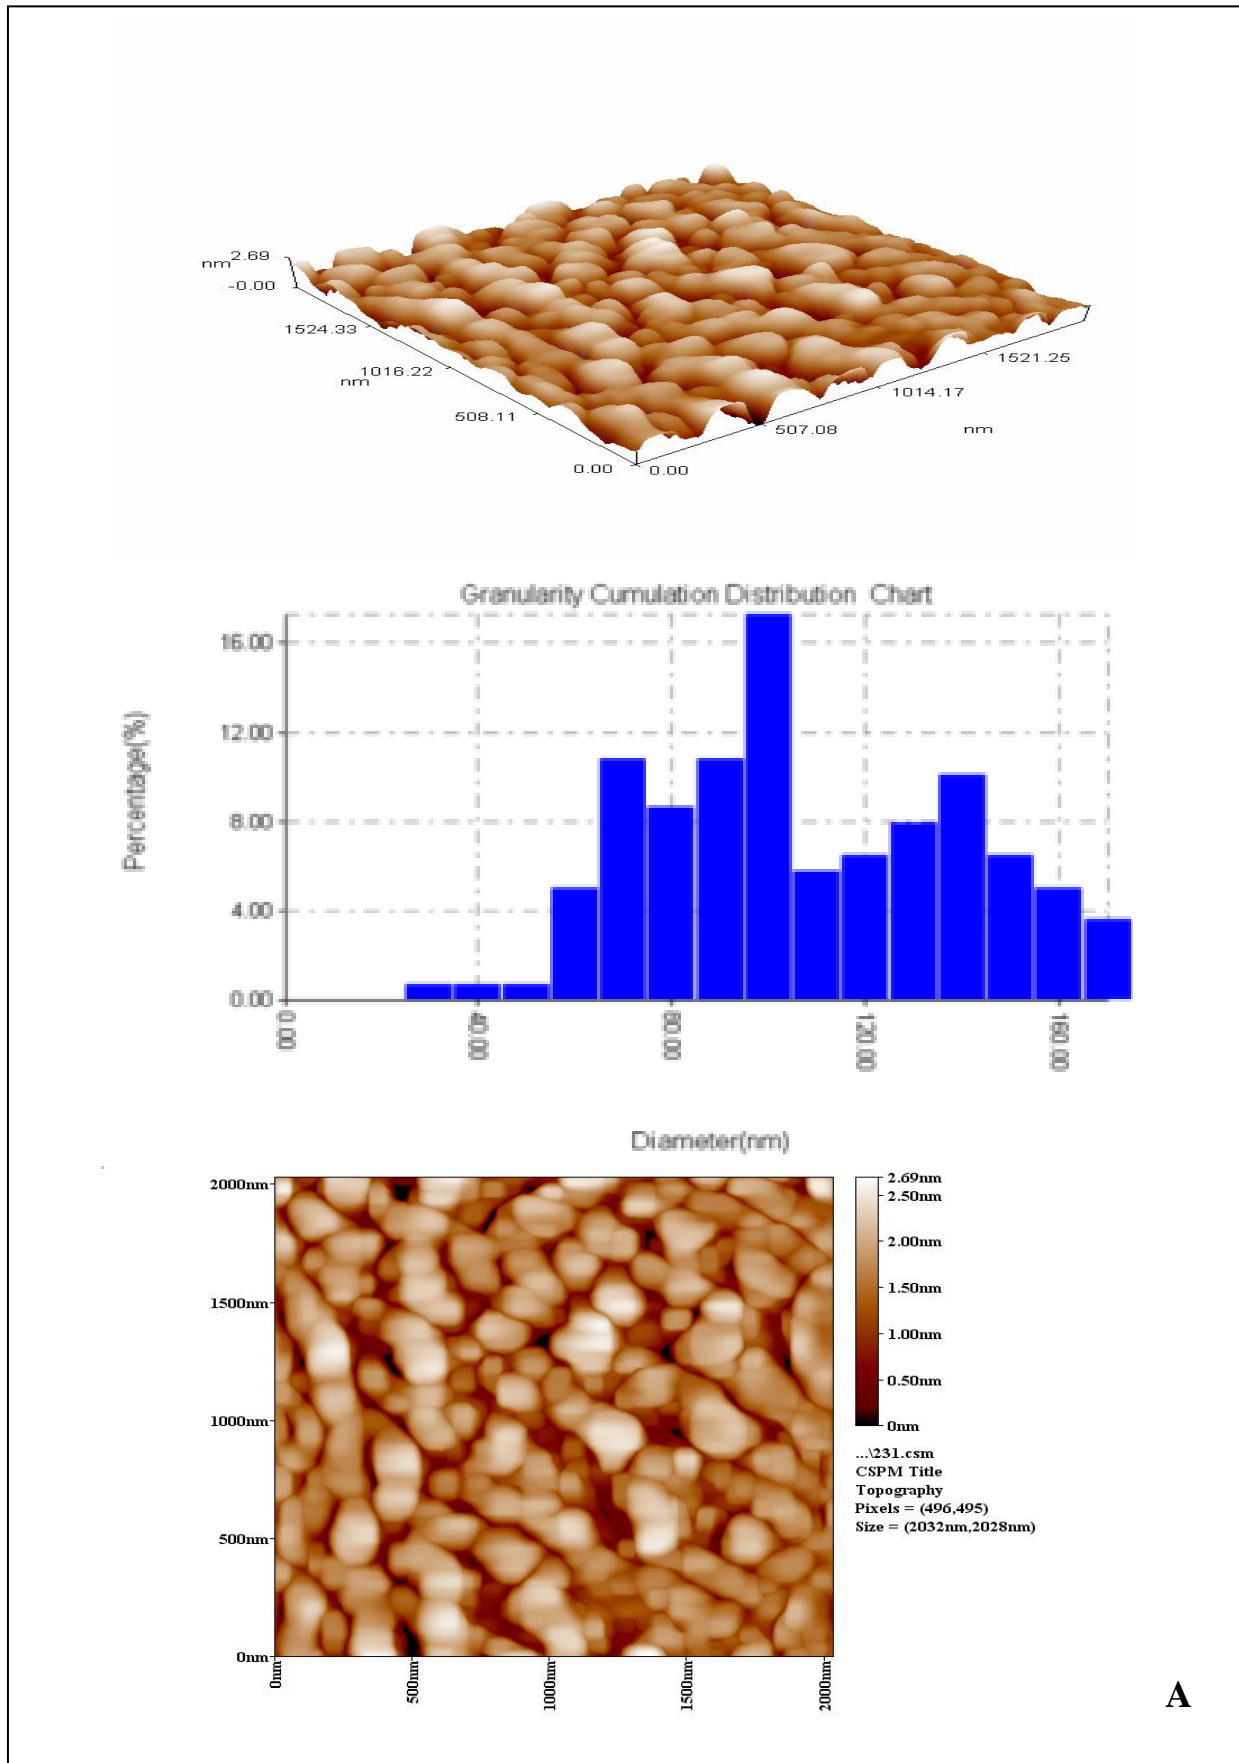 nm 2.69
-0.00
1524.33
1016.22
nm
508.11
0.00
0.00
507.08
1014.17
1521.25
nm
Granularity Cumulation Distribution Chart
Percentage(%)
16.00
12.00
8.00
4.00
0.00
0.00
40.00
80.00
120.00
160.00
Diameter(nm)
2000nm
1500nm
1000nm
500nm
0nm
0nm
500nm
1000nm
1500nm
2000nm
2.69nm
2.50nm
2.00nm
1.50nm
1.00nm
0.50nm
0nm
...\231.csm
CSPM Title
Topography
Pixels = (496,495)
Size = (2032nm,2028nm)
A